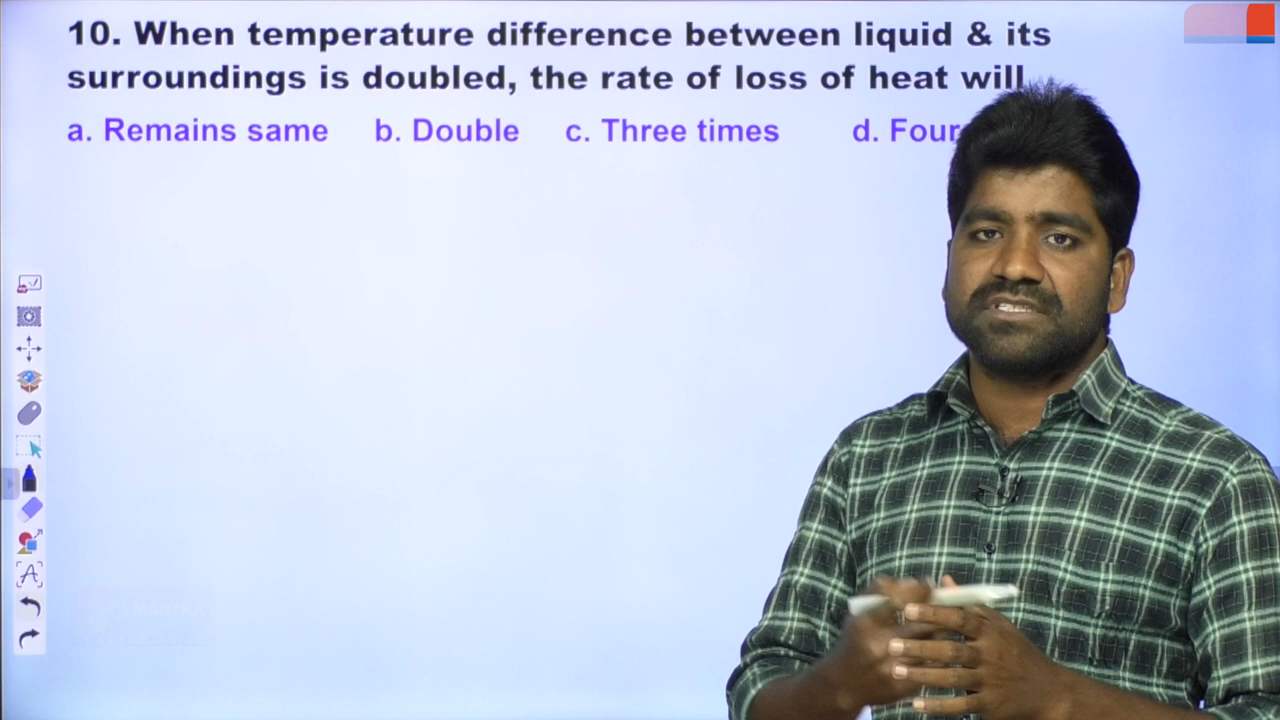 10. When temperature difference between liquid & its
surroundings is doubled, the rate of loss of heat will
a. Remains same b. Double c. Three times d. Four